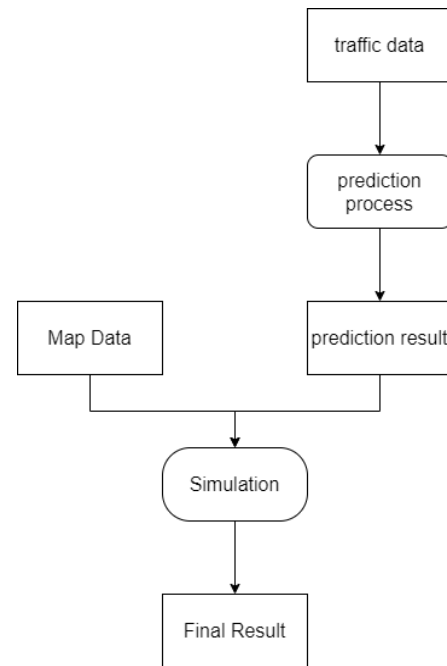 traffic data
prediction
process
Map Data
prediction result
Simulation
Final Result